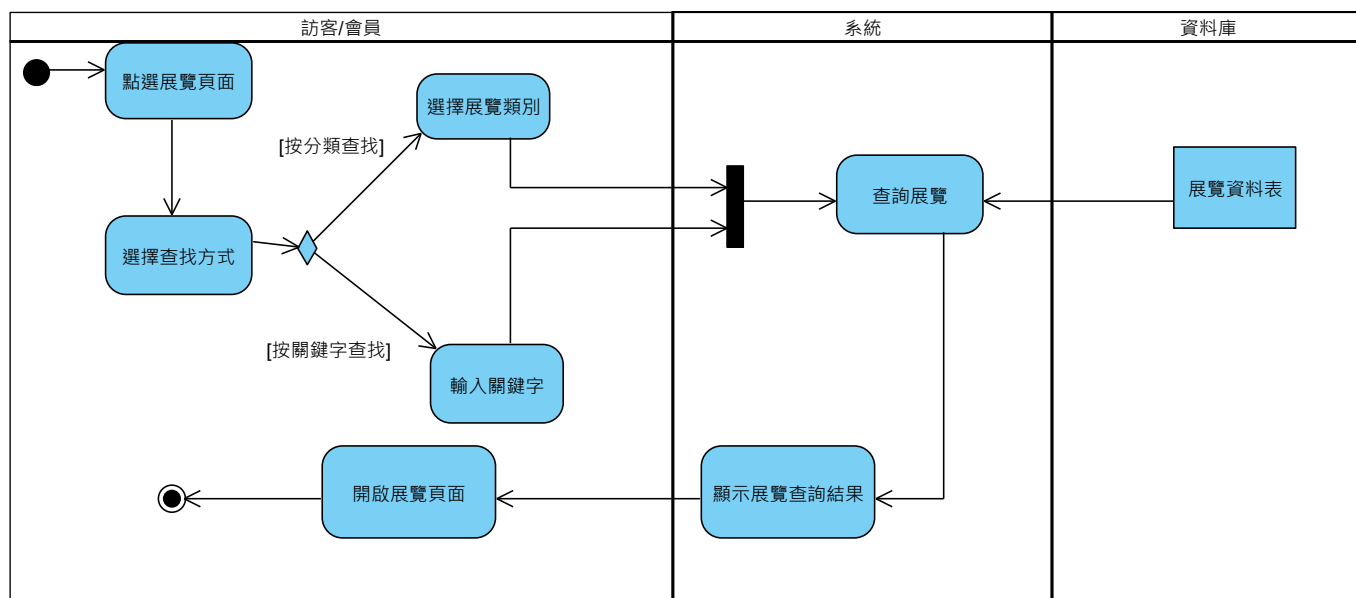 訪客/會員
系統
資料庫
點選展覽頁面
選擇展覽類別
[按分類查找]
查詢展覽
展覽資料表
選擇查找方式
[按關鍵字查找]
輸入關鍵字
開啟展覽頁面
顯示展覽查詢結果